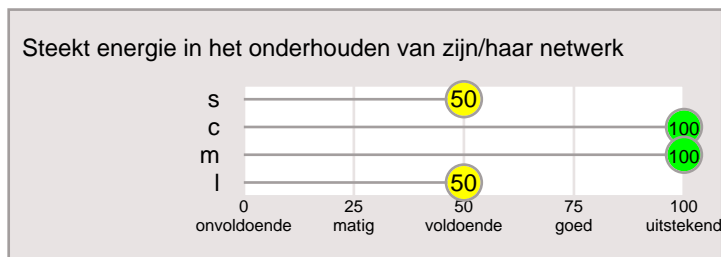 Steekt energie in het onderhouden van zijn/haar netwerk
s 50
c 100
m 100
l 50
0 25 50 75 100
onvoldoende matig voldoende goed uitstekend